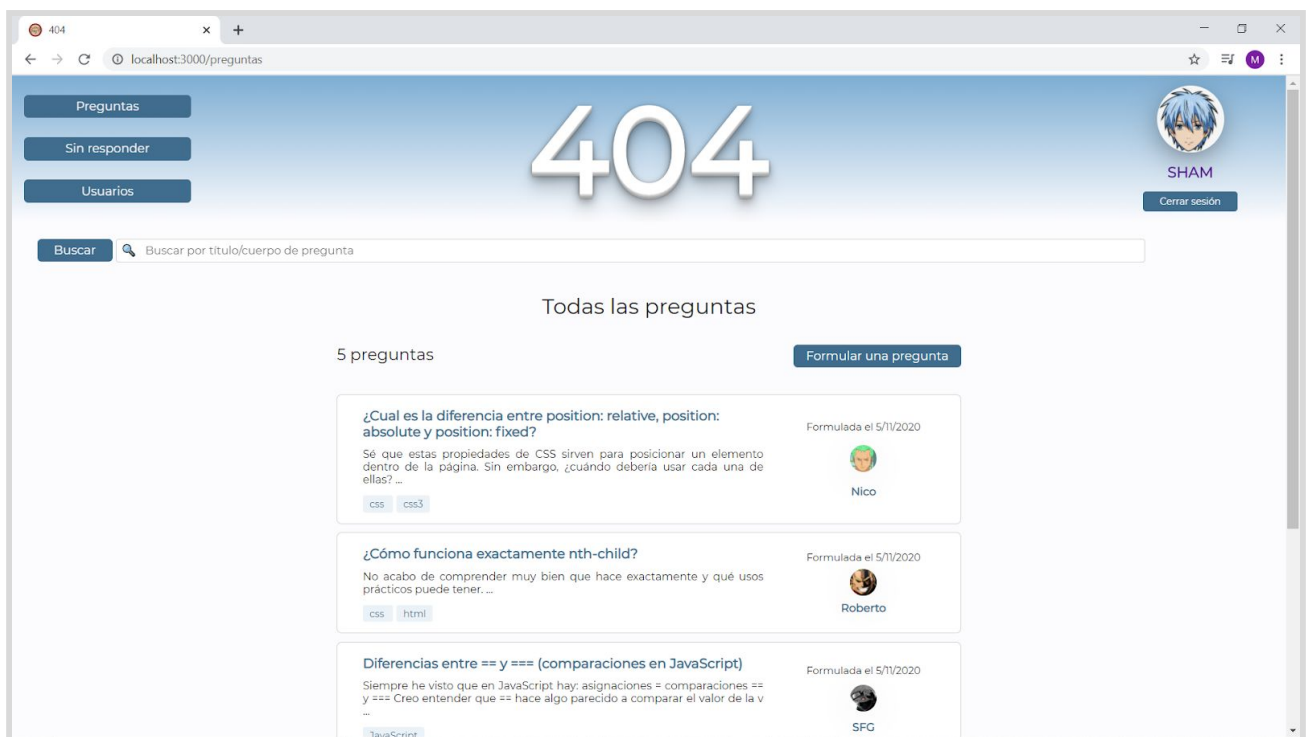 404
localhost:3000/preguntas
M
Preguntas
Sin responder
Usuarios
404
SHAM
Cerrar sesión
Buscar
Buscar por título/cuerpo de pregunta
Todas las preguntas
5 preguntas
Formular una pregunta
¿Cual es la diferencia entre position: relative, position:
absolute y position: fixed?
Sé que estas propiedades de CSS sirven para posicionar un elemento
dentro de la página. Sin embargo, ¿cuándo debería usar cada una de
ellas? ...
css css3
Formulada el 5/11/2020
Nico
¿Cómo funciona exactamente nth-child?
No acabo de comprender muy bien que hace exactamente y qué usos
prácticos puede tener. ...
css html
Formulada el 5/11/2020
Roberto
Diferencias entre == y === (comparaciones en JavaScript)
Siempre he visto que en JavaScript hay: asignaciones = comparaciones ==
y === Creo entender que == hace algo parecido a comparar el valor de la v
...
JavaScript
Formulada el 5/11/2020
SFG